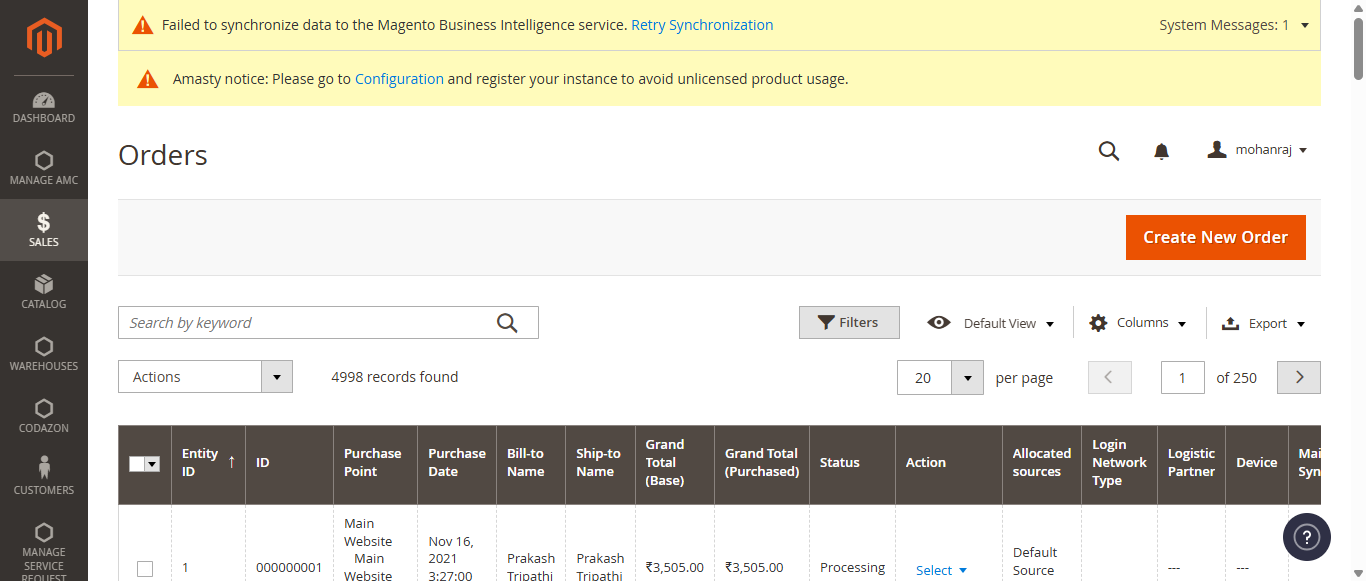 Failed to synchronize data to the Magento Business Intelligence service. Retry Synchronization
System Messages: 1
Amasty notice: Please go to Configuration and register your instance to avoid unlicensed product usage.
Orders
mohanraj
Create New Order
DASHBOARD
MANAGE AMC
$
SALES
CATALOG
WAREHOUSES
CODAZON
CUSTOMERS
MANAGE
SERVICE
REQUEST
Search by keyword
Filters
Default View
Columns
Export
Actions
4998 records found
20
per page
1
of 250
Entity
ID
↑
ID
Purchase
Point
Purchase
Date
Bill-to
Name
Ship-to
Name
Grand
Total
(Base)
Grand Total
(Purchased)
Status
Action
Allocated
sources
Login
Network
Type
Logistic
Partner
Device
Mai
Syn
1
000000001
Main
Website
Main
Website
Nov 16,
2021
3:27:00
Prakash
Tripathi
Prakash
Tripathi
₹3,505.00
₹3,505.00
Processing
Select
Default
Source
---
---
?